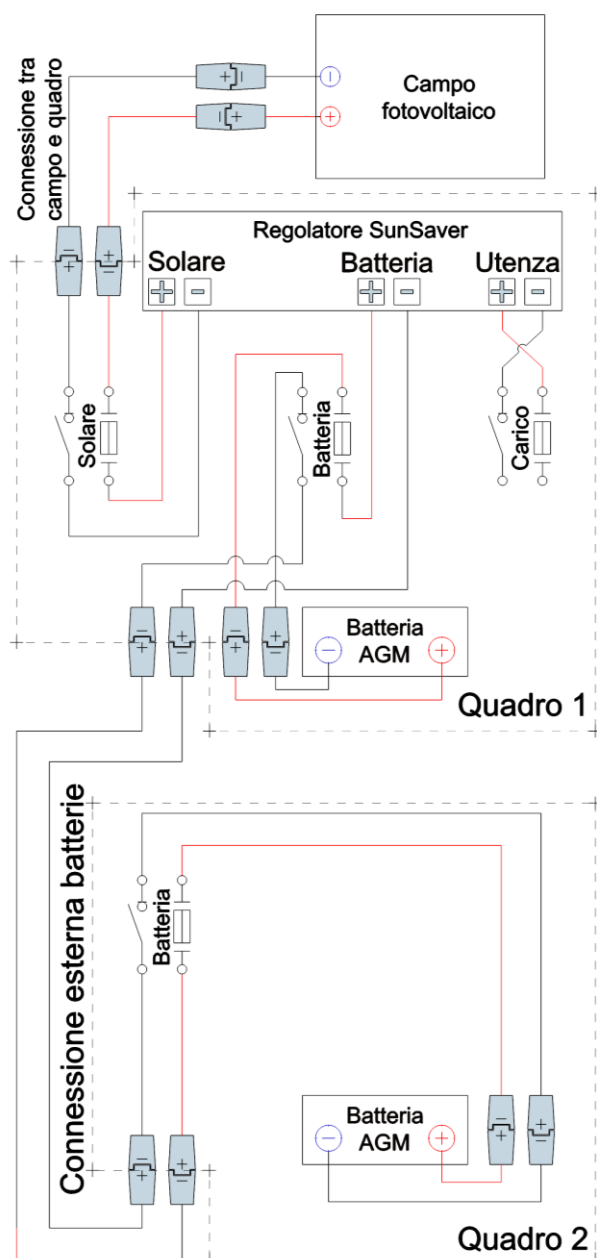 Connessione tra
campo e quadro
Campo
fotovoltaico
Regolatore SunSaver
Solare
Batteria
Utenza
Solare
Batteria
Carico
Batteria
AGM
Quadro 1
Connessione esterna batterie
Batteria
Batteria
AGM
Quadro 2